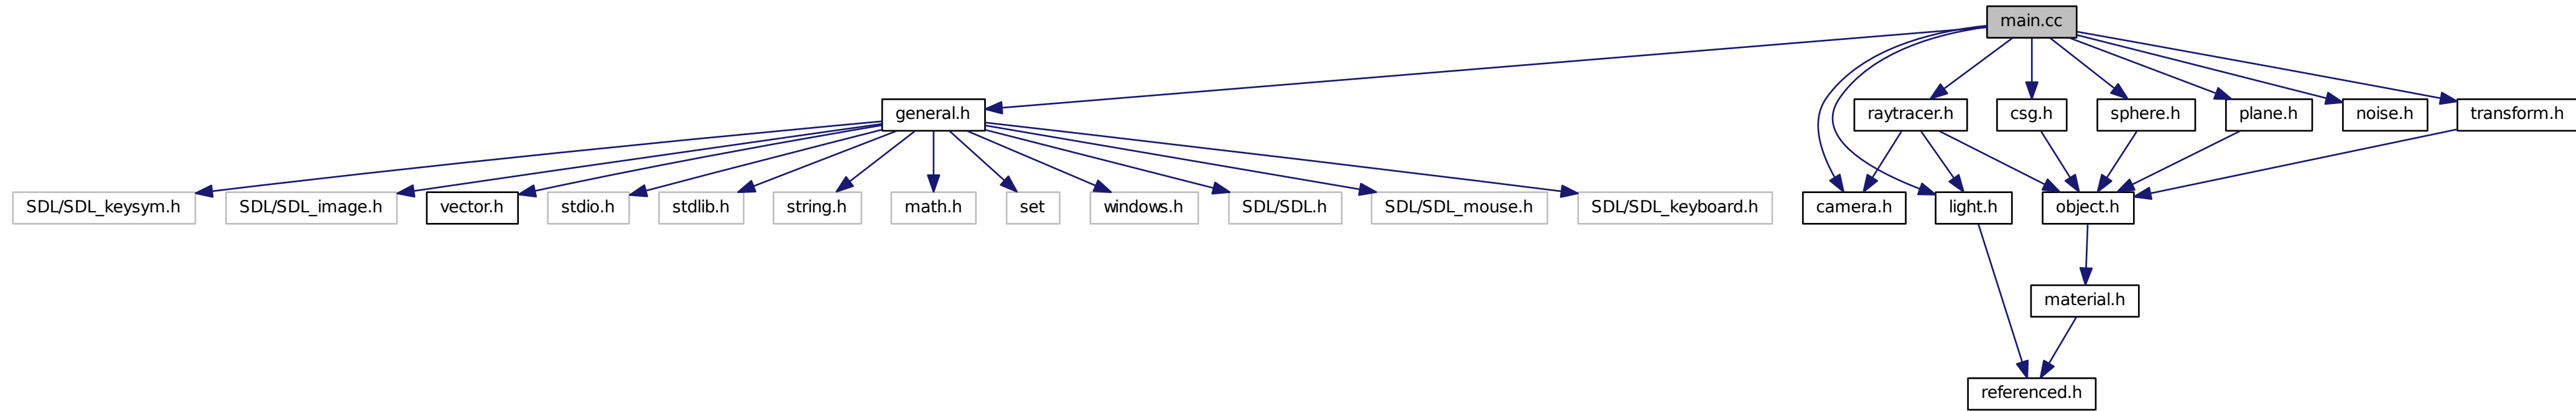 main.cc
general.h
raytracer.h
csg.h
sphere.h
plane.h
noise.h
transform.h
SDL/SDL_keysym.h
SDL/SDL_image.h
vector.h
stdio.h
stdlib.h
string.h
math.h
set
windows.h
SDL/SDL.h
SDL/SDL_mouse.h
SDL/SDL_keyboard.h
camera.h
light.h
object.h
material.h
referenced.h